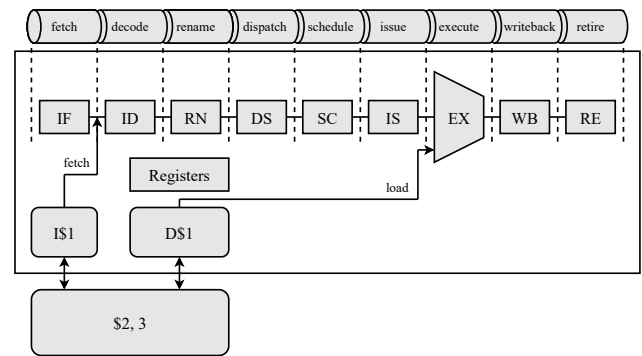 fetch decode rename dispatch schedule issue execute writeback retire
IF ID RN DS SC IS EX WB RE
fetch
Registers
load
I$1 D$1
$2, 3